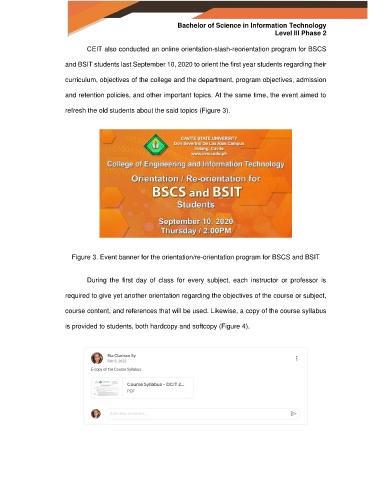 Bachelor of Science in Information Technology
Level III Phase 2
CEIT also conducted an online orientation-slash-reorientation program for BSCS
and BSIT students last September 10, 2020 to orient the first year students regarding their
curriculum, objectives of the college and the department, program objectives, admission
and retention policies, and other important topics. At the same time, the event aimed to
refresh the old students about the said topics (Figure 3).
CAVITE STATE UNIVERSITY
Don Severino De Las Alas Campus
Indang, Cavite
www.cvsu.edu.ph
College of Engineering and Information Technology
Orientation / Re-orientation for
BSCS and BSIT
Students
September 10, 2020
Thursday / 2:00PM
Figure 3. Event banner for the orientation/re-orientation program for BSCS and BSIT
During the first day of class for every subject, each instructor or professor is
required to give yet another orientation regarding the objectives of the course or subject,
course content, and references that will be used. Likewise, a copy of the course syllabus
is provided to students, both hardcopy and softcopy (Figure 4).
Ria Clarisse Sy
Feb 9, 2022
E-copy of the Course Syllabus
Course Syllabus - DCIT 2...
PDF
Add class comment...